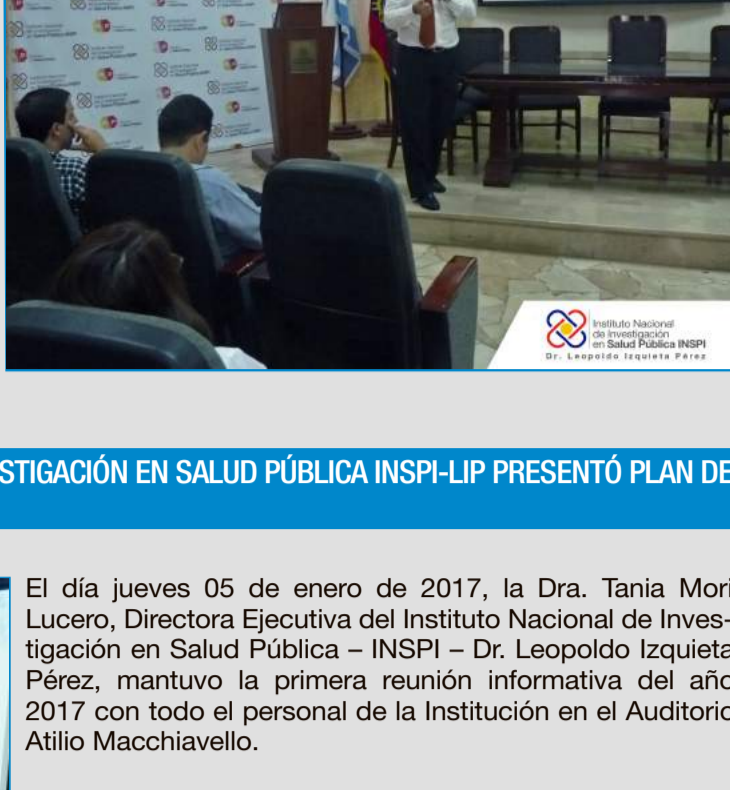 Instituto Nacional
de Investigación
en Salud Pública INSPI
Dr. Leopoldo Izquieta Pérez
STIGACIÓN EN SALUD PÚBLICA INSPI-LIP PRESENTÓ PLAN DE
El día jueves 05 de enero de 2017, la Dra. Tania Mori
Lucero, Directora Ejecutiva del Instituto Nacional de Inves-
tigación en Salud Pública – INSPI – Dr. Leopoldo Izquieta
Pérez, mantuvo la primera reunión informativa del año
2017 con todo el personal de la Institución en el Auditorio
Atilio Macchiavello.